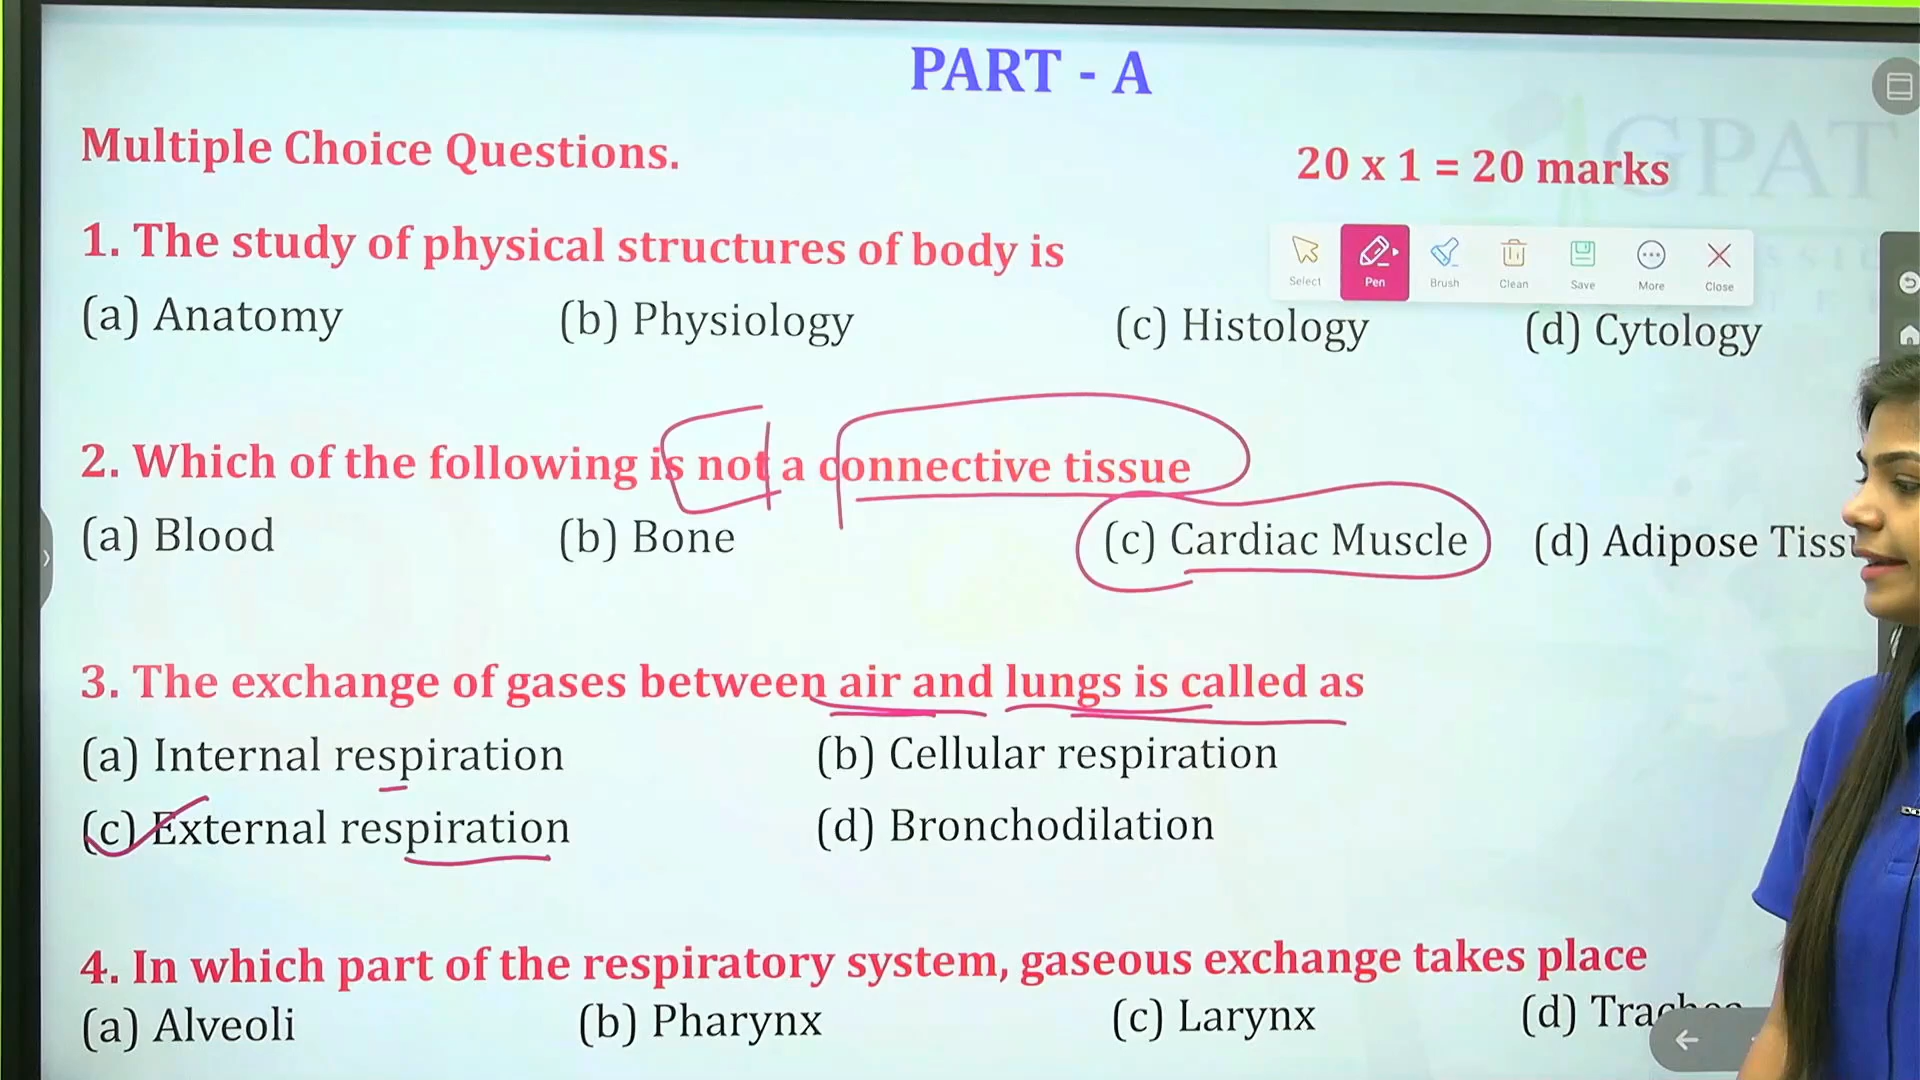 PART - A
GPAT
Multiple Choice Questions.
20 x 1 = 20 marks
1. The study of physical structures of body is
Select Pen Brush Clean Save More Close
(a) Anatomy (b) Physiology (c) Histology (d) Cytology
2. Which of the following is not a connective tissue
(a) Blood (b) Bone (c) Cardiac Muscle (d) Adipose
3. The exchange of gases between air and lungs is called as
(a) Internal respiration (b) Cellular respiration
(c) External respiration (d) Bronchodilation
4. In which part of the respiratory system, gaseous exchange takes place
(a) Alveoli (b) Pharynx (c) Larynx (d)